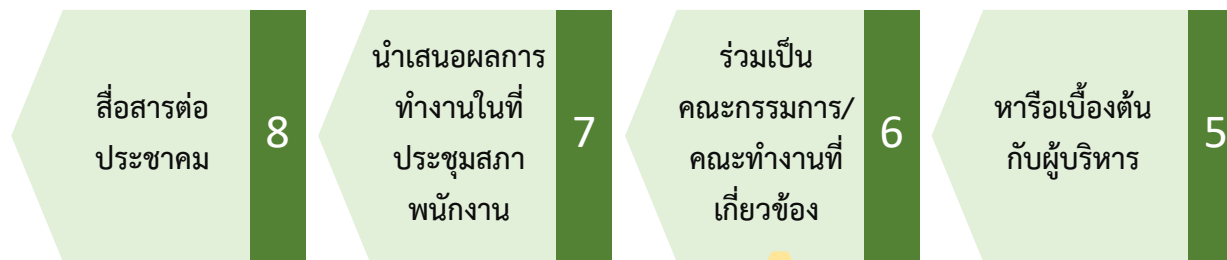 สื่อสารต่อ
ประชาคม
8
นำเสนอผลการ
ทำงานในที่
ประชุมสภา
พนักงาน
7
ร่วมเป็น
คณะกรรมการ/
คณะทำงานที่
เกี่ยวข้อง
6
หารือเบื้องต้น
กับผู้บริหาร
5